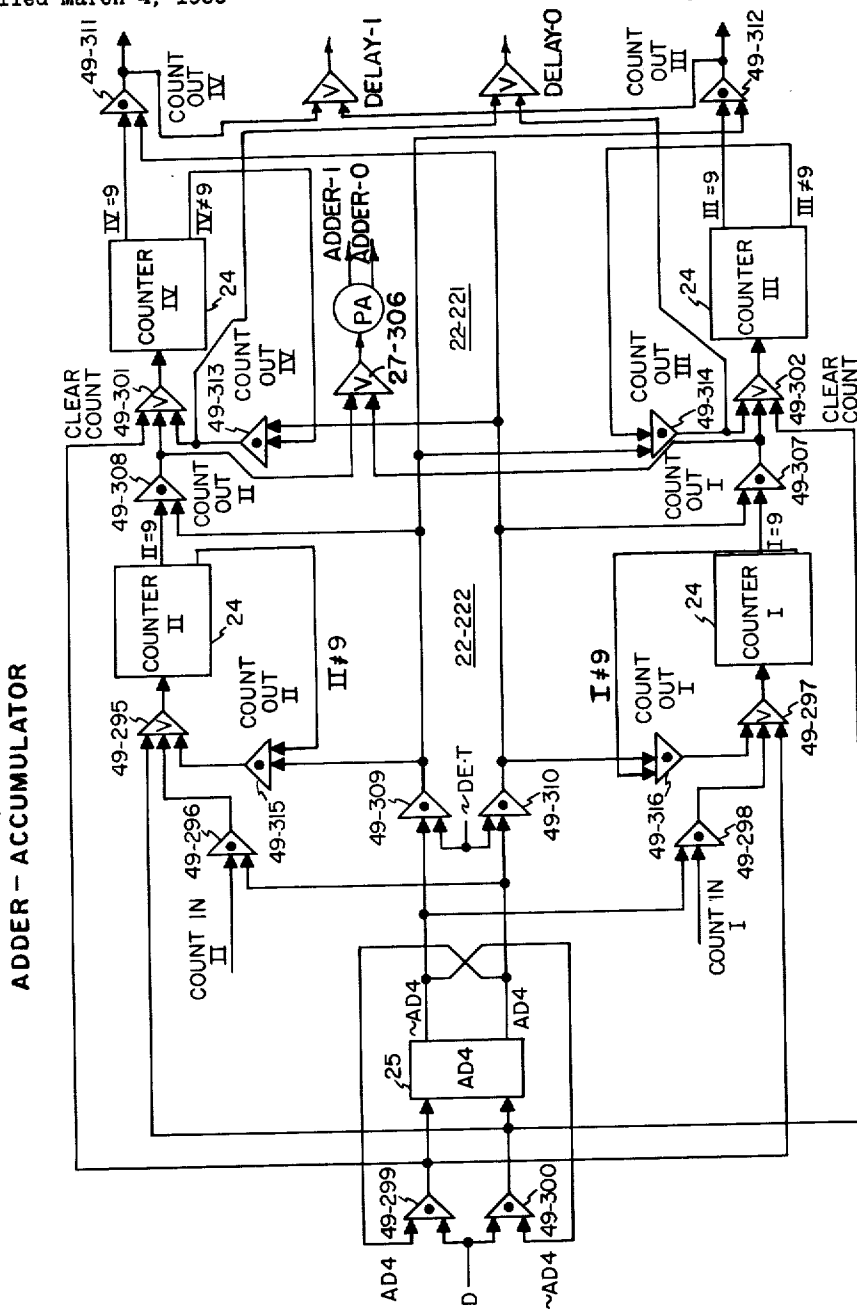 ADDER - ACCUMULATOR
49-311
COUNT
OUT
IV
DELAY-1
DELAY-0
COUNT
OUT
III
49-312
IV=9
IV≠9
COUNTER
IV
24
ADDER-1
ADDER-0
PA
V
27-306
22-221
III=9
III≠9
COUNTER
III
24
CLEAR
COUNT
49-301
V
49-313
COUNT
OUT
IV
COUNT
OUT
III
49-314
V
49-302
CLEAR
COUNT
49-308
COUNT
OUT
II
II=9
COUNT
OUT
I
49-307
I=9
COUNTER
II
24
II≠9
22-222
I≠9
24
COUNTER
I
49-295
V
COUNT
OUT
II
49-315
COUNT
OUT
I
49-316
V
49-297
49-296
COUNT IN
II
49-309
~DE·T
49-310
49-298
COUNT IN
I
~AD4
AD4
25
AD4
49-299
AD4
D
49-300
~AD4
V
V